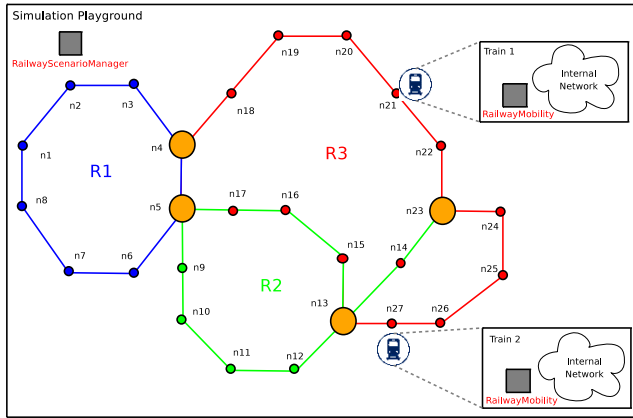 Simulation Playground
RailwayScenarioManager
n19
n20
Train 1
Internal
Network
RailwayMobility
n2
n3
n18
n21
n1
n4
R1
R3
n22
n8
n5
n17
n16
n23
n24
n7
n6
n9
n15
n14
n25
R2
n10
n13
n27
n26
n11
n12
Train 2
Internal
Network
RailwayMobility